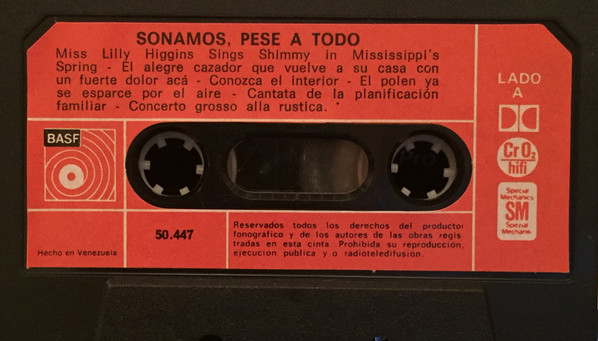 SONAMOS, PESE A TODO
Miss Lilly Higgins Sings Shimmy in Mississippi's
Spring - El alegre cazador que vuelve a su casa con
un fuerte dolor acá - Conozca el interior - El polen ya
se esparce por el aire - Cantata de la planificación
familiar - Concerto grosso alla rustica.
LADO
A
BASF
CrO2
hifi
Special
Mechanics
SM
Spezial
Mechanik
Hecho en Venezuela
50.447
Reservados todos los derechos del productor
fonográfico y de los autores de las obras regis
tradas en esta cinta. Prohibida su reproducción,
ejecución pública y o radioteledifusión.